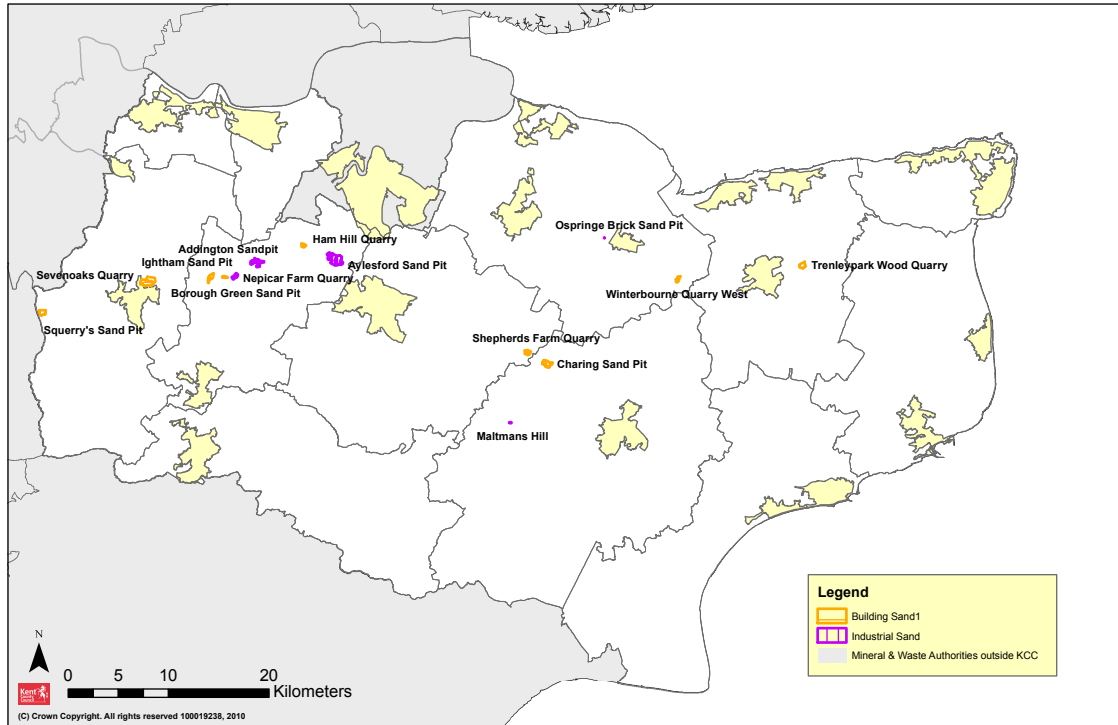 Ospringe Brick Sand Pit
Ham Hill Quarry
Addington Sandpit
Ightham Sand Pit
Aylesford Sand Pit
Trenleypark Wood Quarry
Sevenoaks Quarry
Nepicar Farm Quarry
Winterbourne Quarry West
Borough Green Sand Pit
Squerry's Sand Pit
Shepherds Farm Quarry
Charing Sand Pit
Maltmans Hill
Legend
Building Sand1
Industrial Sand
Mineral & Waste Authorities outside KCC
N
0 5 10 20
Kilometers
Kent
County
Council
(C) Crown Copyright. All rights reserved 100019238, 2010